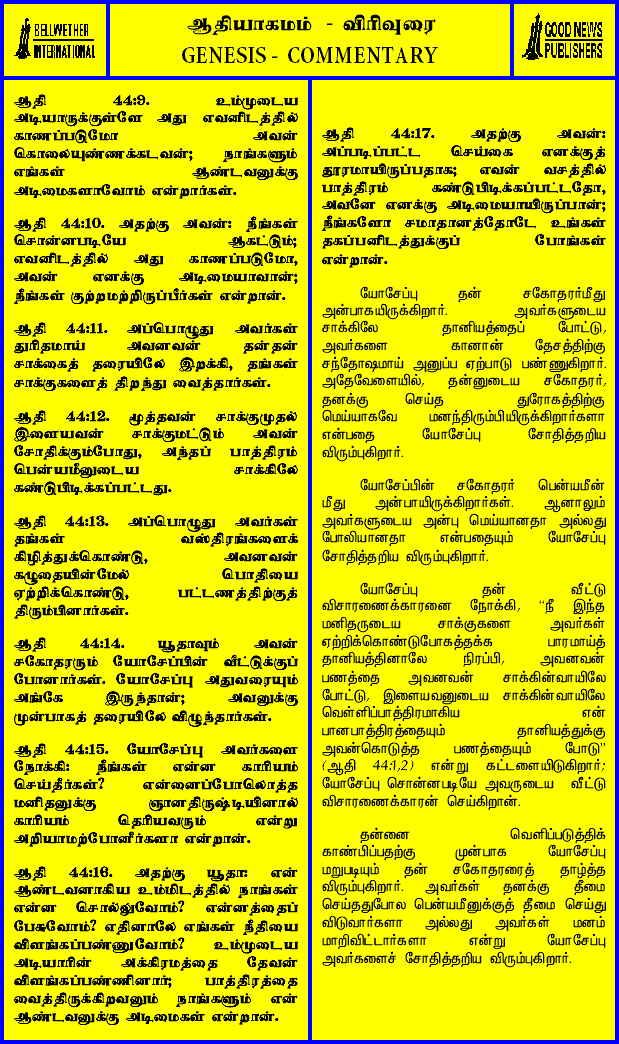 BELLWETHER
INTERNATIONAL
ஆதியாகமம் - விரிவுரை
GENESIS - COMMENTARY
GOOD NEWS
PUBLISHERS
ஆதி 44:9. உம்முடைய
அடியாருக்குள்ளே அது எவனிடத்தில்
காணப்படுமோ அவன்
கொலையுண்ணக்கடவன்; நாங்களும்
எங்கள் ஆண்டவனுக்கு
அடிமைகளாவோம் என்றார்கள்.
ஆதி 44:10. அதற்கு அவன்: நீங்கள்
சொன்னபடியே ஆகட்டும்;
எவனிடத்தில் அது காணப்படுமோ,
அவன் எனக்கு அடிமையாவான்;
நீங்கள் குற்றமற்றிருப்பீர்கள் என்றான்.
ஆதி 44:11. அப்பொழுது அவர்கள்
துரிதமாய் அவனவன் தன்தன்
சாக்கைத் தரையிலே இறக்கி, தங்கள்
சாக்குகளைத் திறந்து வைத்தார்கள்.
ஆதி 44:12. மூத்தவன் சாக்குமுதல்
இளையவன் சாக்குமட்டும் அவன்
சோதிக்கும்போது, அந்தப் பாத்திரம்
பென்யமீனுடைய சாக்கிலே
கண்டுபிடிக்கப்பட்டது.
ஆதி 44:13. அப்பொழுது அவர்கள்
தங்கள் வஸ்திரங்களைக்
கிழித்துக்கொண்டு, அவனவன்
கழுதையின்மேல் பொதியை
ஏற்றிக்கொண்டு, பட்டணத்திற்குத்
திரும்பினார்கள்.
ஆதி 44:14. யூதாவும் அவன்
சகோதரரும் யோசேப்பின் வீட்டுக்குப்
போனார்கள். யோசேப்பு அதுவரையும்
அங்கே இருந்தான்; அவனுக்கு
முன்பாகத் தரையிலே விழுந்தார்கள்.
ஆதி 44:15. யோசேப்பு அவர்களை
நோக்கி: நீங்கள் என்ன காரியம்
செய்தீர்கள்? என்னைப்போலொத்த
மனிதனுக்கு ஞானதிருஷ்டியினால்
காரியம் தெரியவரும் என்று
அறியாமற்போனீர்களா என்றான்.
ஆதி 44:16. அதற்கு யூதா: என்
ஆண்டவனாகிய உம்மிடத்தில் நாங்கள்
என்ன சொல்லுவோம்? என்னத்தைப்
பேசுவோம்? எதினாலே எங்கள் நீதியை
விளங்கப்பண்ணுவோம்? உம்முடைய
அடியாரின் அக்கிரமத்தை தேவன்
விளங்கப்பண்ணினார்; பாத்திரத்தை
வைத்திருக்கிறவனும் நாங்களும் என்
ஆண்டவனுக்கு அடிமைகள் என்றான்.
ஆதி 44:17. அதற்கு அவன்:
அப்படிப்பட்ட செய்கை எனக்குத்
தூரமாயிருப்பதாக; எவன் வசத்தில்
பாத்திரம் கண்டுபிடிக்கப்பட்டதோ,
அவனே எனக்கு அடிமையாயிருப்பான்;
நீங்களோ சமாதானத்தோடே உங்கள்
தகப்பனிடத்துக்குப் போங்கள்
என்றான்.
யோசேப்பு தன் சகோதரர்மீது
அன்பாகயிருக்கிறார். அவர்களுடைய
சாக்கிலே தானியத்தைப் போட்டு,
அவர்களை கானான் தேசத்திற்கு
சந்தோஷமாய் அனுப்ப ஏற்பாடு பண்ணுகிறார்.
அதேவேளையில், தன்னுடைய சகோதரர்,
தனக்கு செய்த துரோகத்திற்கு
மெய்யாகவே மனந்திரும்பியிருக்கிறார்களா
என்பதை யோசேப்பு சோதித்தறிய
விரும்புகிறார்.
யோசேப்பின் சகோதரர் பென்யமீன்
மீது அன்பாயிருக்கிறார்கள். ஆனாலும்
அவர்களுடைய அன்பு மெய்யானதா அல்லது
போலியானதா என்பதையும் யோசேப்பு
சோதித்தறிய விரும்புகிறார்.
யோசேப்பு தன் வீட்டு
விசாரணைக்காரனை நோக்கி, "நீ இந்த
மனிதருடைய சாக்குகளை அவர்கள்
ஏற்றிக்கொண்டுபோகத்தக்க பாரமாய்த்
தானியத்தினாலே நிரப்பி, அவனவன்
பணத்தை அவனவன் சாக்கின்வாயிலே
போட்டு, இளையவனுடைய சாக்கின்வாயிலே
வெள்ளிப்பாத்திரமாகிய என்
பானபாத்திரத்தையும் தானியத்துக்கு
அவன்கொடுத்த பணத்தையும் போடு"
(ஆதி 44:1,2) என்று கட்டளையிடுகிறார்;
யோசேப்பு சொன்னபடியே அவருடைய வீட்டு
விசாரணைக்காரன் செய்கிறான்.
தன்னை வெளிப்படுத்திக்
காண்பிப்பதற்கு முன்பாக யோசேப்பு
மறுபடியும் தன் சகோதரரைத் தாழ்த்த
விரும்புகிறார். அவர்கள் தனக்கு தீமை
செய்ததுபோல பென்யமீனுக்குத் தீமை செய்து
விடுவார்களா அல்லது அவர்கள் மனம்
மாறிவிட்டார்களா என்று யோசேப்பு
அவர்களைச் சோதித்தறிய விரும்புகிறார்.